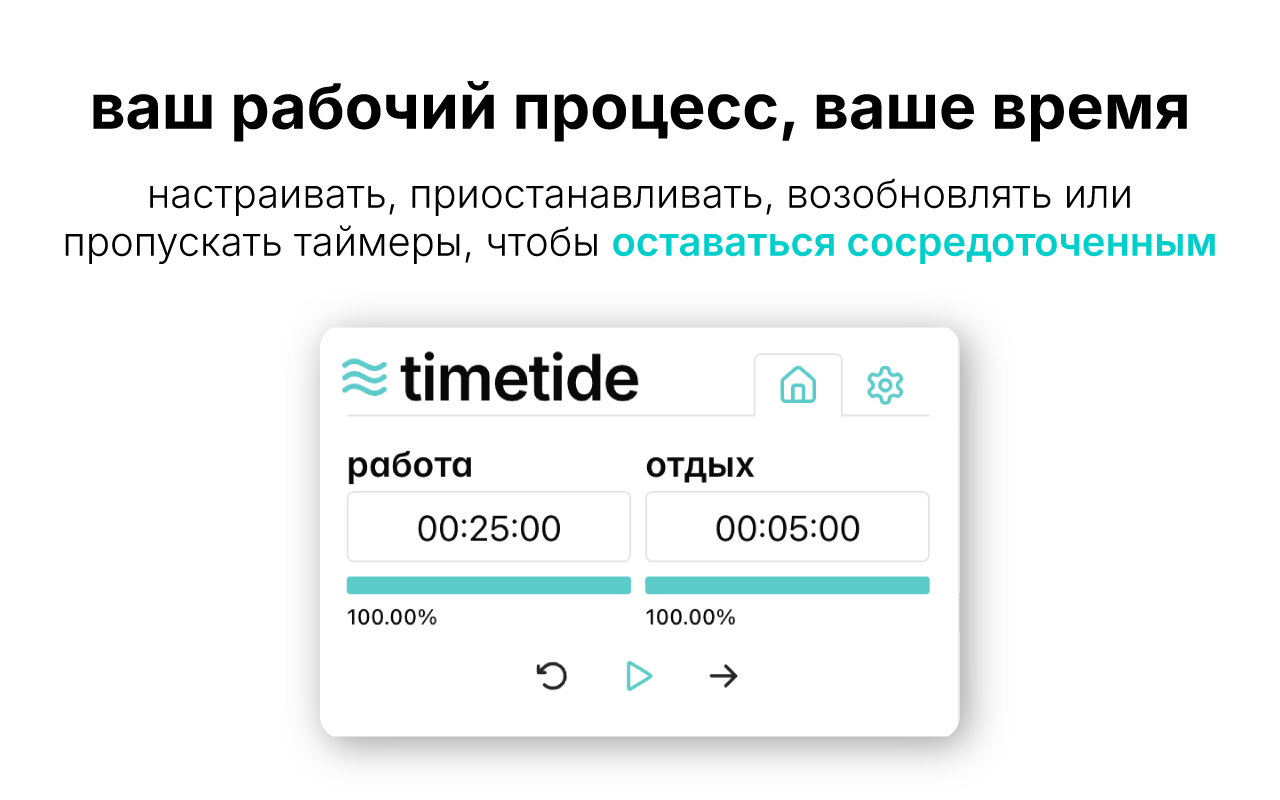 ваш рабочий процесс, ваше время
настраивать, приостанавливать, возобновлять или
пропускать таймеры, чтобы оставаться сосредоточенным
timetide
работа отдых
00:25:00 00:05:00
100.00% 100.00%